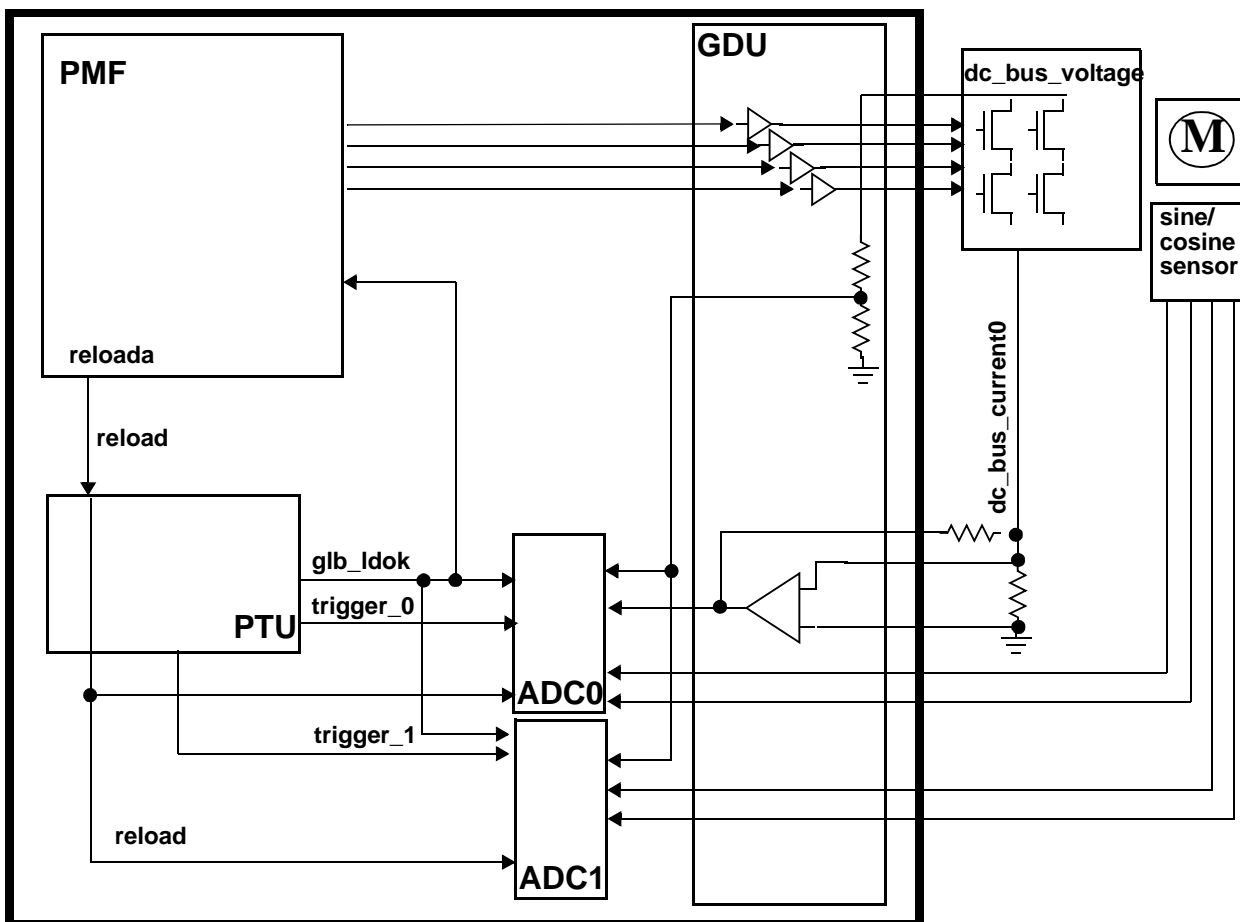 GDU
PMF
dc_bus_voltage
M
sine/
cosine
sensor
reloada
reload
dc_bus_current0
glb_ldok
trigger_0
PTU
ADC0
trigger_1
reload
ADC1